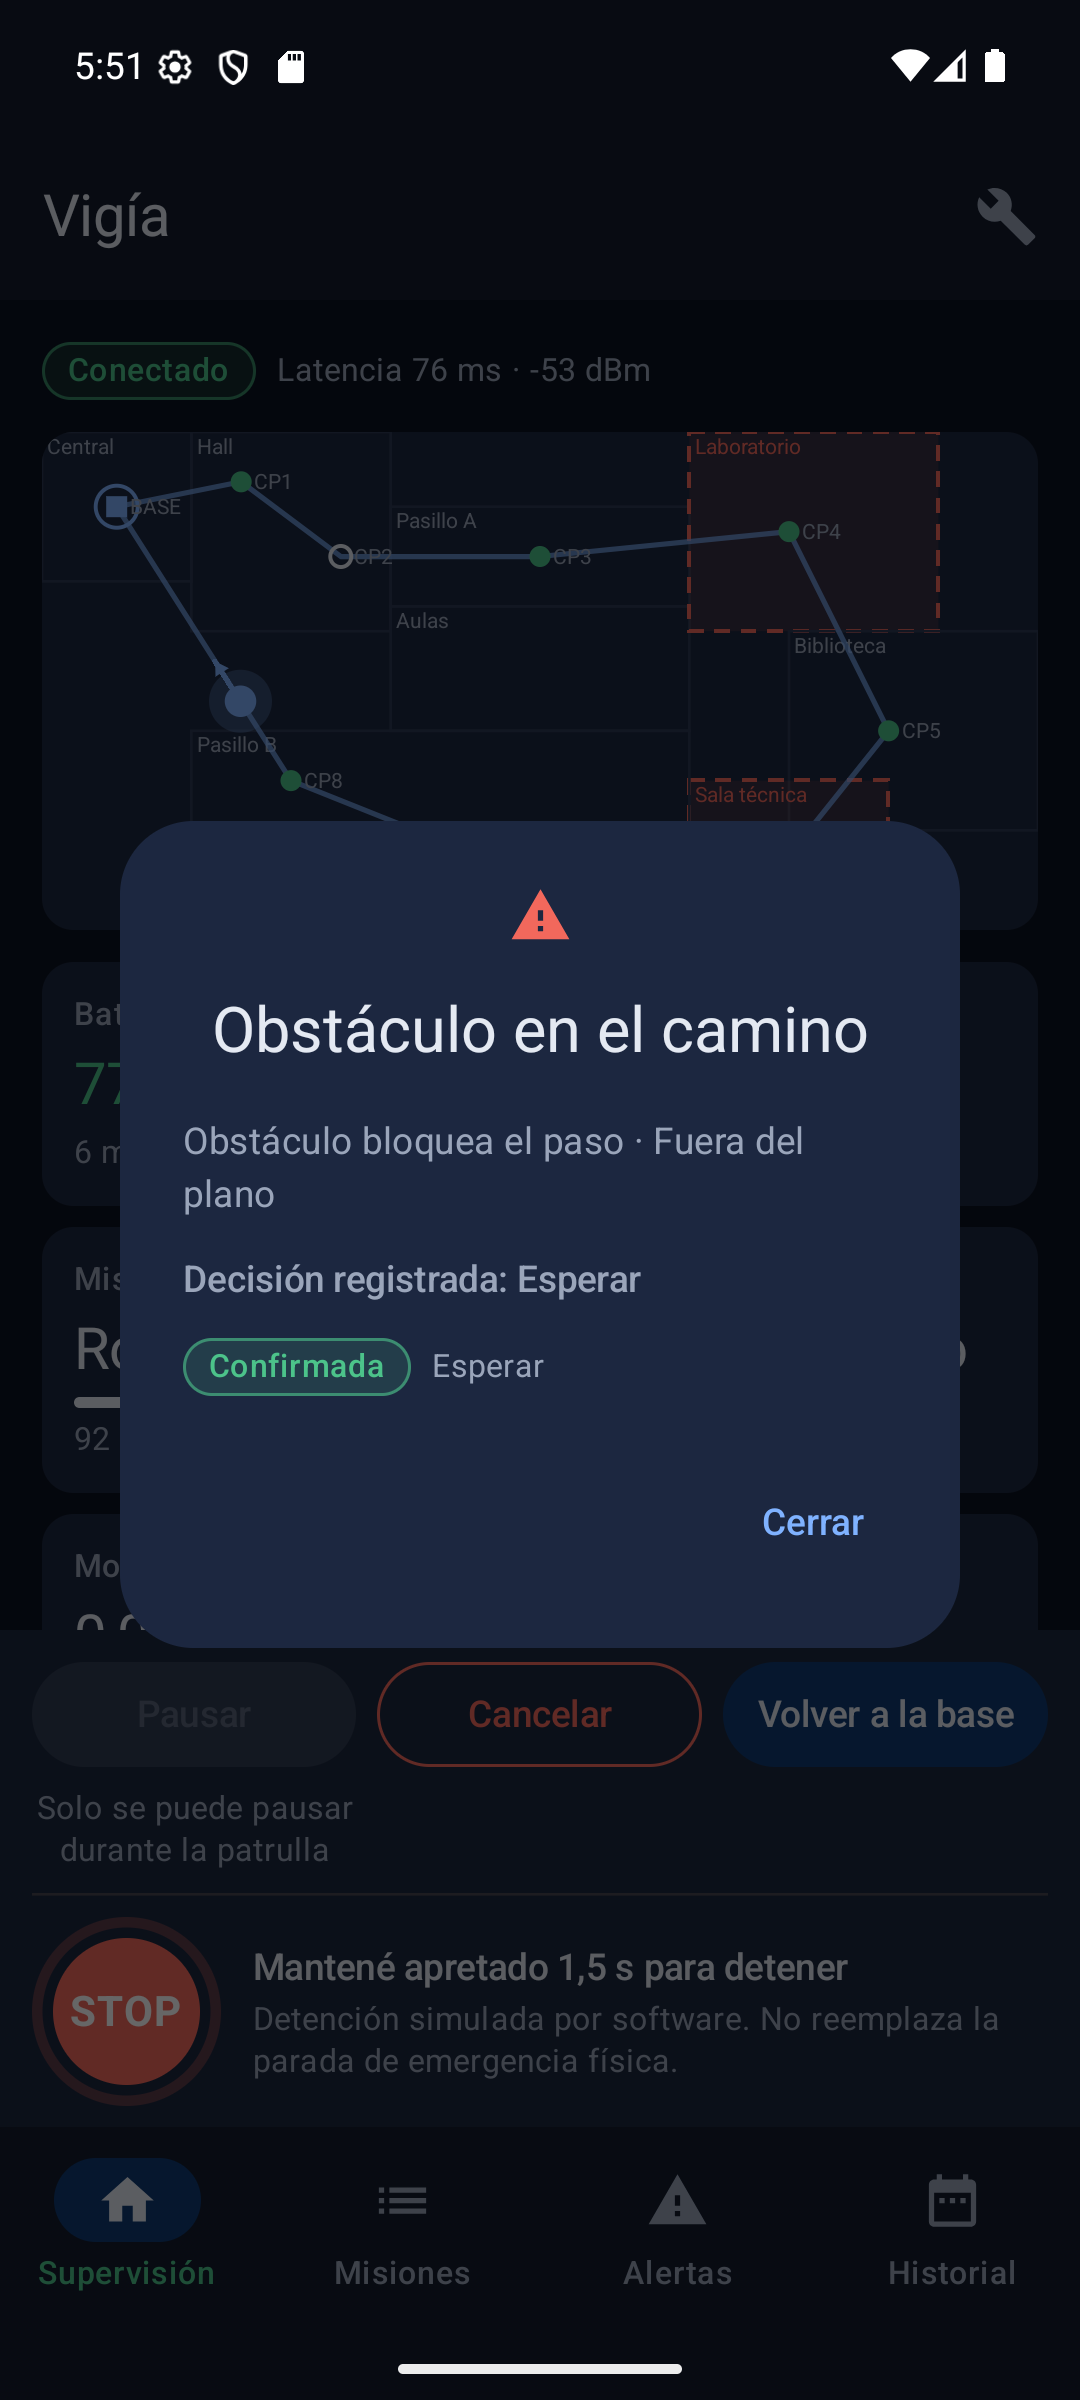 5:51
Vigía
Conectado Latencia 76 ms · -53 dBm
Central Hall Laboratorio
CP1
BASE Pasillo A CP4
CP2 CP3
Aulas
Biblioteca
CP5
Pasillo B
CP8 Sala técnica
Obstáculo en el camino
Obstáculo bloquea el paso · Fuera del
plano
Decisión registrada: Esperar
Confirmada Esperar
92
Cerrar
Pausar Cancelar Volver a la base
Solo se puede pausar
durante la patrulla
STOP
Mantené apretado 1,5 s para detener
Detención simulada por software. No reemplaza la
parada de emergencia física.
Supervisión Misiones Alertas Historial